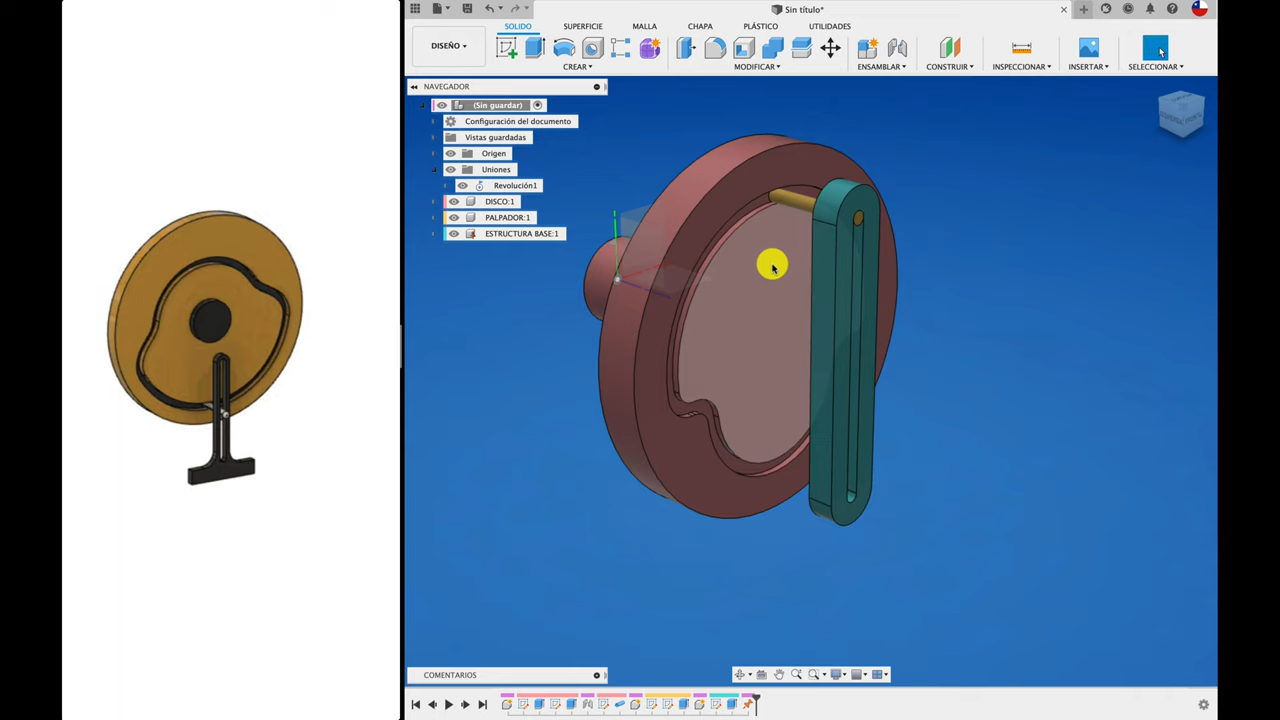 Sin título*
DISEÑO
SOLIDO
SUPERFICIE
MALLA
CHAPA
PLÁSTICO
UTILIDADES
CREAR
MODIFICAR
ENSAMBLAR
CONSTRUIR
INSPECCIONAR
INSERTAR
SELECCIONAR
NAVEGADOR
(Sin guardar)
Configuración del documento
Vistas guardadas
Origen
Uniones
Revolución1
DISCO:1
PALPADOR:1
ESTRUCTURA BASE:1
COMENTARIOS